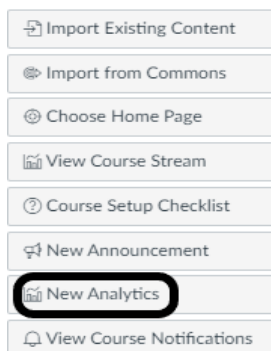 Import Existing Content
Import from Commons
Choose Home Page
View Course Stream
Course Setup Checklist
New Announcement
New Analytics
View Course Notifications